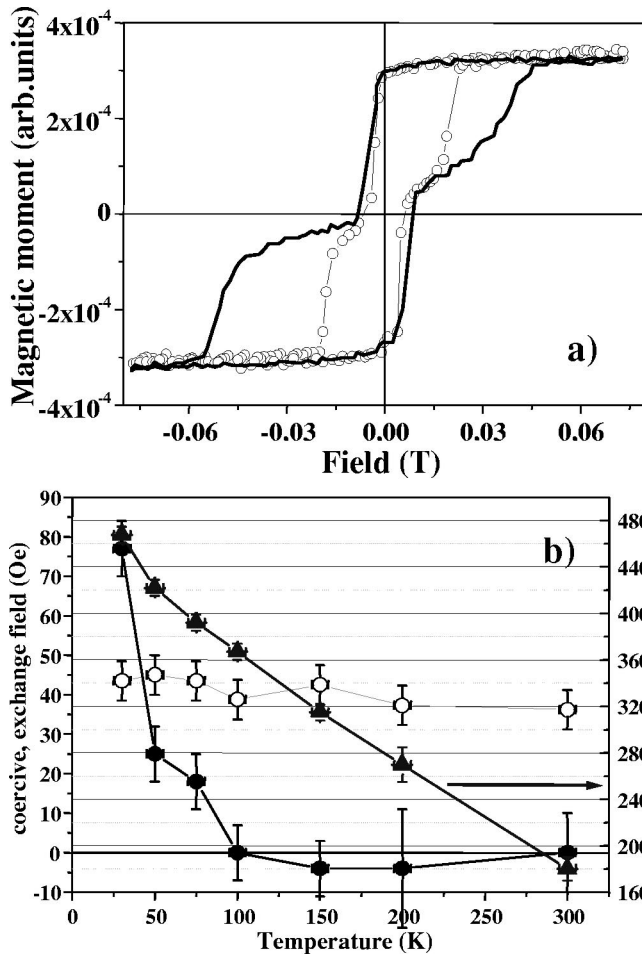 4x10⁻⁴
2x10⁻⁴
0
-2x10⁻⁴
-4x10⁻⁴
Magnetic moment (arb.units)
a)
-0.06 -0.03 0.00 0.03 0.06
Field (T)
90
80
70
60
50
40
30
20
10
0
-10
coercive, exchange field (Oe)
b)
480
440
400
360
320
280
240
200
160
0 50 100 150 200 250 300
Temperature (K)